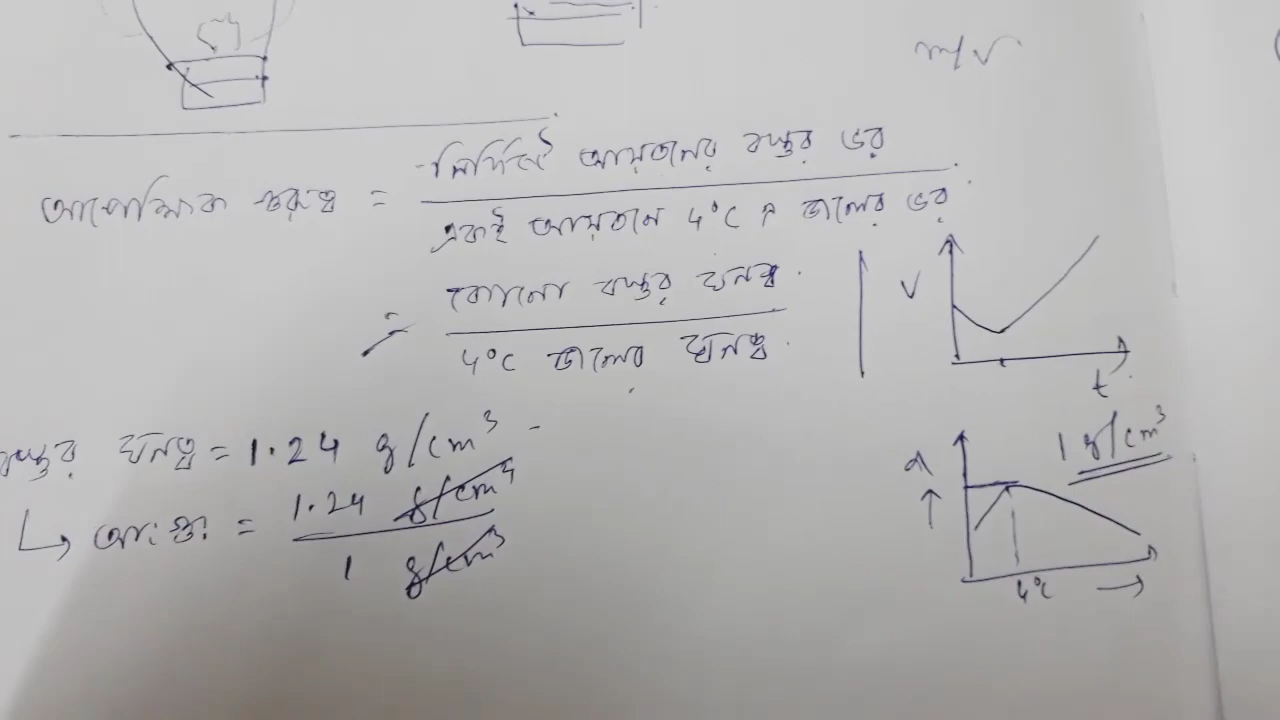 m/V
নির্দিষ্ট আয়তনের বস্তুর ভর
আপেক্ষিক গুরুত্ব =
একই আয়তনে 4°C এ জলের ভর
কোনো বস্তুর ঘনত্ব
=
4°C জলের ঘনত্ব
V
t
বস্তুর ঘনত্ব = 1.24 g/cm³
1 g/cm³
আঃ গুঃ = 1.24 g/cm³
1 g/cm³
d
4°C